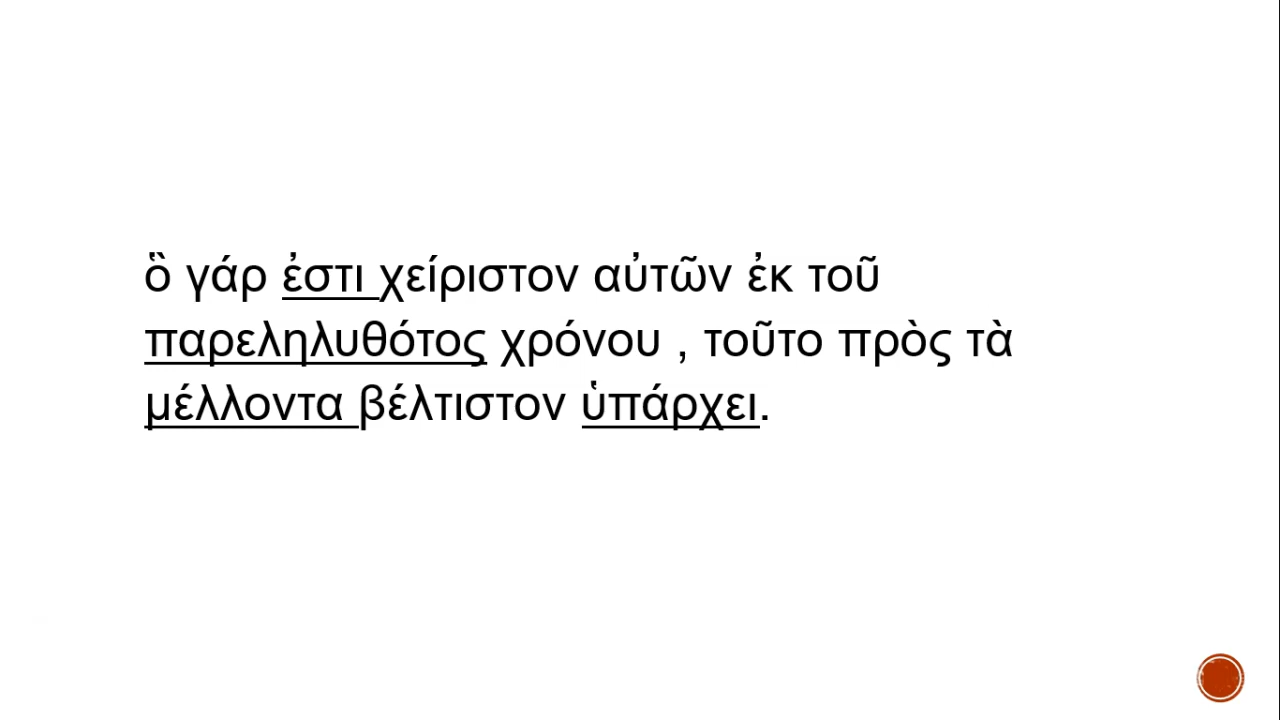 ὃ γάρ ἐστι χείριστον αὐτῶν ἐκ τοῦ
παρεληλυθότος χρόνου , τοῦτο πρὸς τὰ
μέλλοντα βέλτιστον ὑπάρχει.